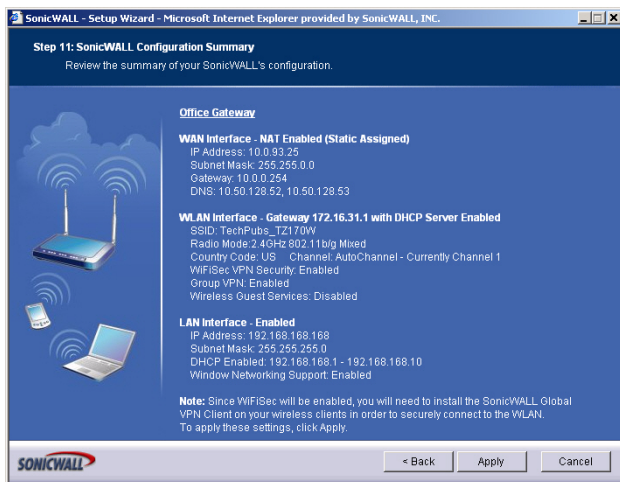 SonicWALL - Setup Wizard - Microsoft Internet Explorer provided by SonicWALL, INC.
Step 11: SonicWALL Configuration Summary
Review the summary of your SonicWALL's configuration.
Office Gateway
WAN Interface - NAT Enabled (Static Assigned)
IP Address: 10.0.93.25
Subnet Mask: 255.255.0.0
Gateway: 10.0.0.254
DNS: 10.50.128.52, 10.50.128.53
WLAN Interface - Gateway 172.16.31.1 with DHCP Server Enabled
SSID: TechPubs_TZ170W
Radio Mode:2.4GHz 802.11b/g Mixed
Country Code: US Channel: AutoChannel - Currently Channel 1
WiFiSec VPN Security: Enabled
Group VPN: Enabled
Wireless Guest Services: Disabled
LAN Interface - Enabled
IP Address: 192.168.168.168
Subnet Mask: 255.255.255.0
DHCP Enabled: 192.168.168.1 - 192.168.168.10
Window Networking Support: Enabled
Note: Since WiFiSec will be enabled, you will need to install the SonicWALL Global
VPN Client on your wireless clients in order to securely connect to the WLAN.
To apply these settings, click Apply.
SONICWALL
< Back Apply Cancel